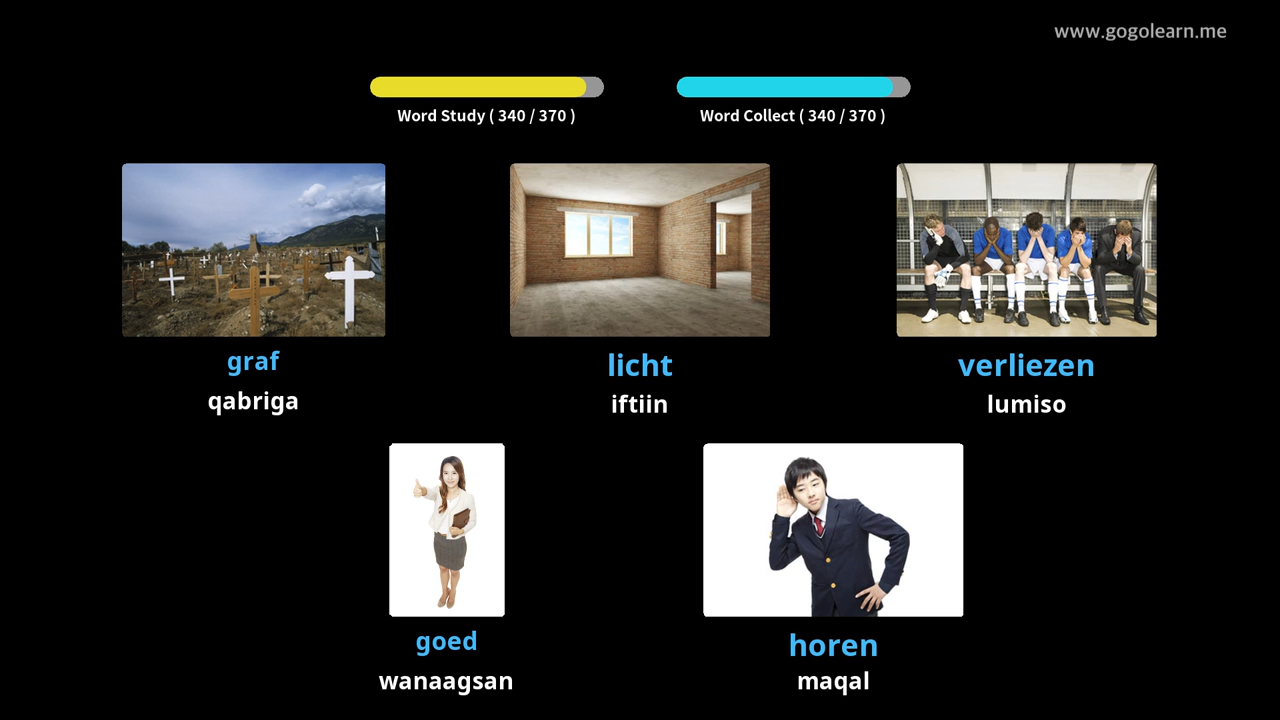 www.gogolearn.me
Word Study ( 340 / 370 )
Word Collect ( 340 / 370 )
graf
licht
verliezen
qabriga
iftiin
lumiso
goed
horen
wanaagsan
maqal